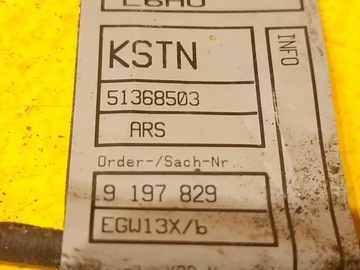 KSTN
INFO
51368503
ARS
Order-/Sach-Nr
9 197 829
EGW13X/b